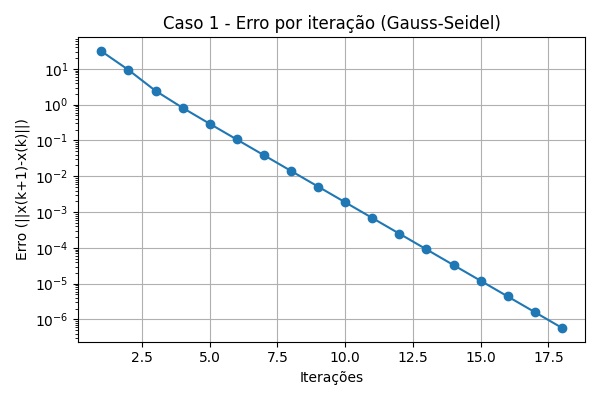 Caso 1 - Erro por iteração (Gauss-Seidel)
Erro (||x(k+1)-x(k)||)
10¹
10⁰
10⁻¹
10⁻²
10⁻³
10⁻⁴
10⁻⁵
10⁻⁶
2.5 5.0 7.5 10.0 12.5 15.0 17.5
Iterações